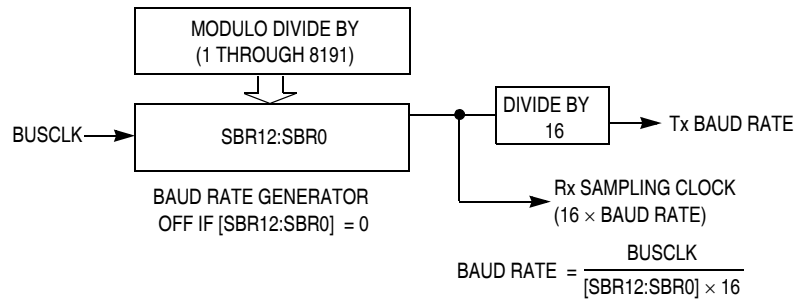 MODULO DIVIDE BY
(1 THROUGH 8191)
BUSCLK
SBR12:SBR0
DIVIDE BY
16
Tx BAUD RATE
BAUD RATE GENERATOR
OFF IF [SBR12:SBR0] = 0
Rx SAMPLING CLOCK
(16 × BAUD RATE)
BAUD RATE =
BUSCLK
[SBR12:SBR0] × 16